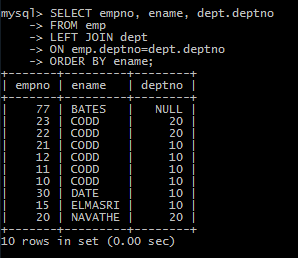 mysql> SELECT empno, ename, dept.deptno
    -> FROM emp
    -> LEFT JOIN dept
    -> ON emp.deptno=dept.deptno
    -> ORDER BY ename;
+-------+----------+--------+
| empno | ename    | deptno |
+-------+----------+--------+
|    77 | BATES    |   NULL |
|    23 | CODD     |     20 |
|    22 | CODD     |     20 |
|    21 | CODD     |     10 |
|    12 | CODD     |     10 |
|    11 | CODD     |     10 |
|    10 | CODD     |     10 |
|    30 | DATE     |     10 |
|    15 | ELMASRI  |     10 |
|    20 | NAVATHE  |     20 |
+-------+----------+--------+
10 rows in set (0.00 sec)